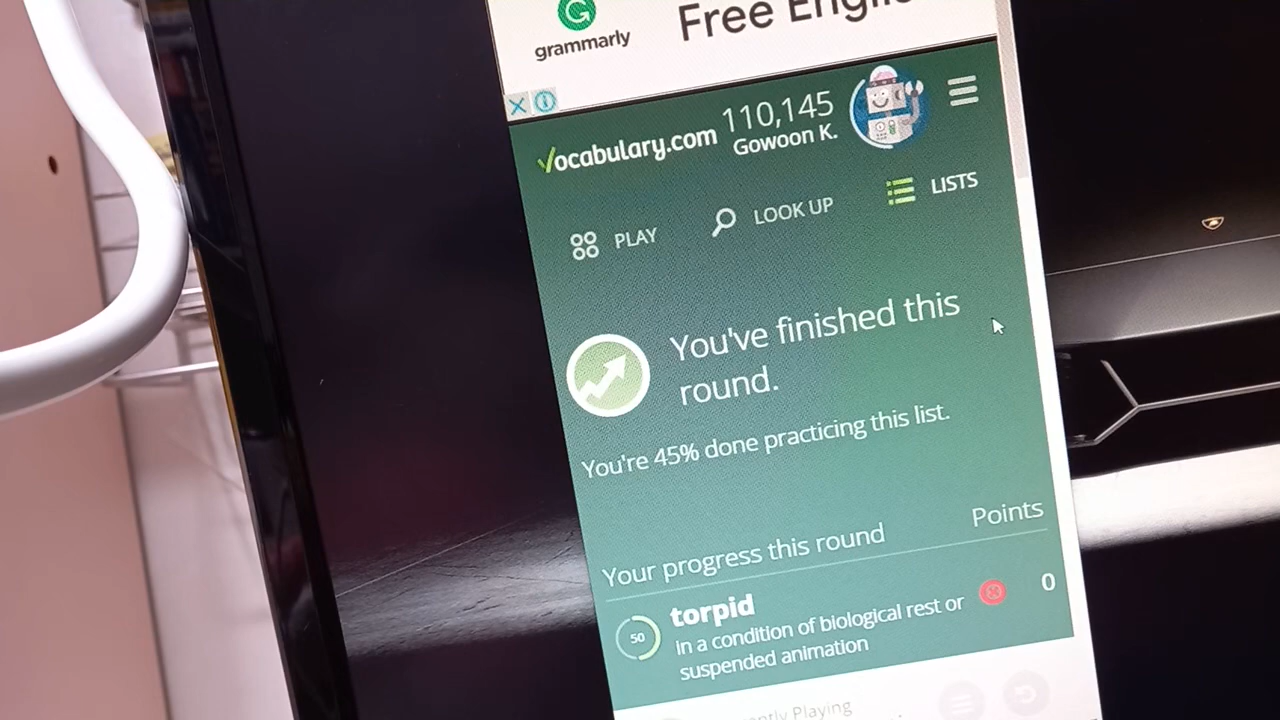 grammarly
Free
Vocabulary.com
110,145
Gowoon K.
PLAY
LOOK UP
LISTS
You've finished this
round.
You're 45% done practicing this list.
Your progress this round
Points
50
torpid
In a condition of biological rest or
suspended animation
0
Playing